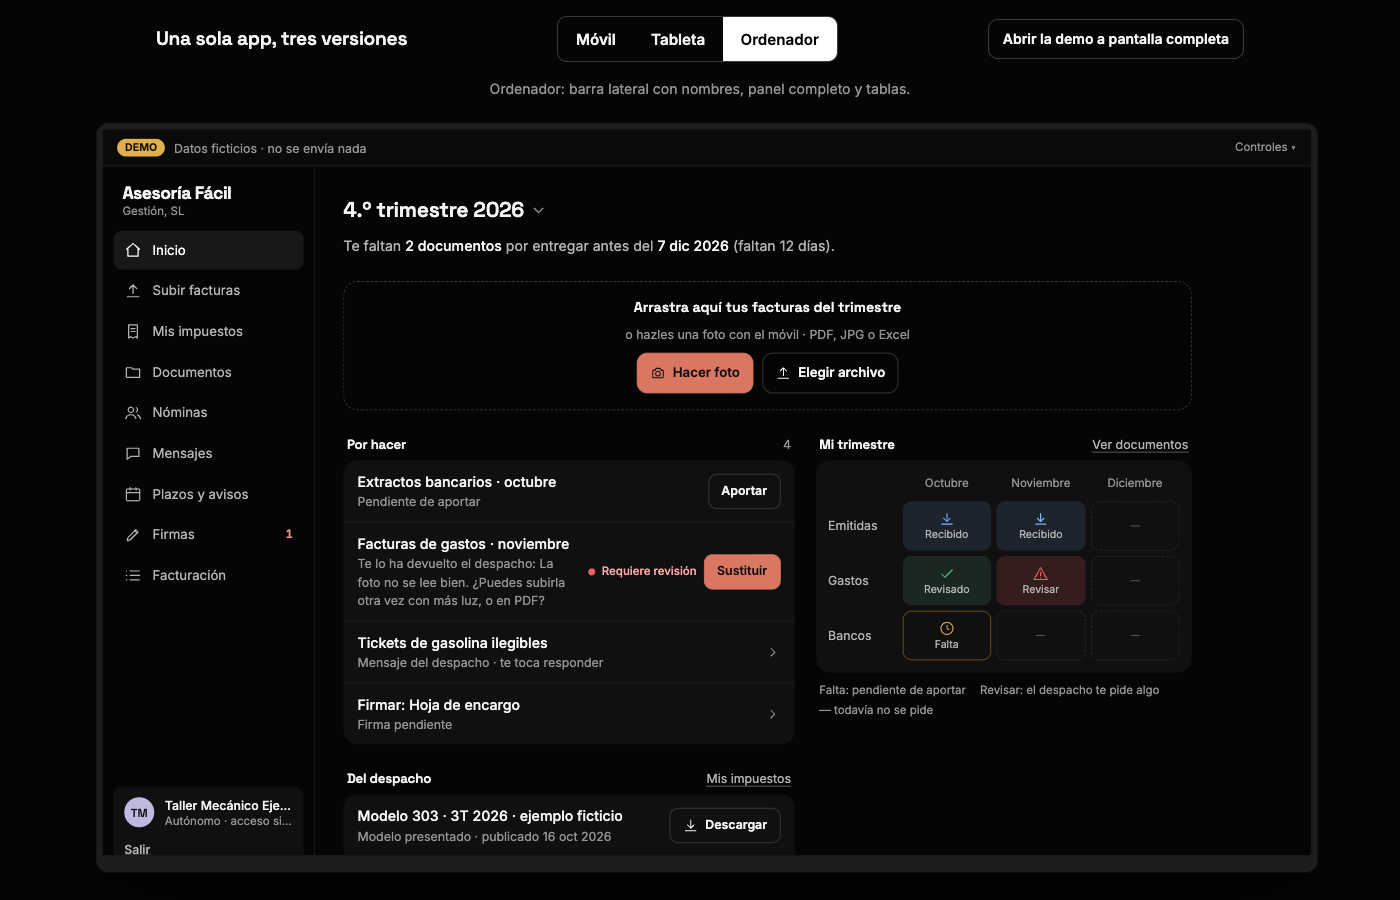 Una sola app, tres versiones
Móvil
Tableta
Ordenador
Abrir la demo a pantalla completa
Ordenador: barra lateral con nombres, panel completo y tablas.
DEMO
Datos ficticios · no se envía nada
Controles ▾
Asesoría Fácil
Gestión, SL
Inicio
Subir facturas
Mis impuestos
Documentos
Nóminas
Mensajes
Plazos y avisos
Firmas
1
Facturación
TM
Taller Mecánico Eje...
Autónomo · acceso si...
Salir
4.º trimestre 2026
Te faltan 2 documentos por entregar antes del 7 dic 2026 (faltan 12 días).
Arrastra aquí tus facturas del trimestre
o hazles una foto con el móvil · PDF, JPG o Excel
Hacer foto
Elegir archivo
Por hacer
4
Extractos bancarios · octubre
Pendiente de aportar
Aportar
Facturas de gastos · noviembre
Te lo ha devuelto el despacho: La
foto no se lee bien. ¿Puedes subirla
otra vez con más luz, o en PDF?
Requiere revisión
Sustituir
Tickets de gasolina ilegibles
Mensaje del despacho · te toca responder
Firmar: Hoja de encargo
Firma pendiente
Del despacho
Mis impuestos
Modelo 303 · 3T 2026 · ejemplo ficticio
Modelo presentado · publicado 16 oct 2026
Descargar
Mi trimestre
Ver documentos
Octubre
Noviembre
Diciembre
Emitidas
Recibido
Recibido
—
Gastos
Revisado
Revisar
—
Bancos
Falta
—
—
Falta: pendiente de aportar
Revisar: el despacho te pide algo
— todavía no se pide